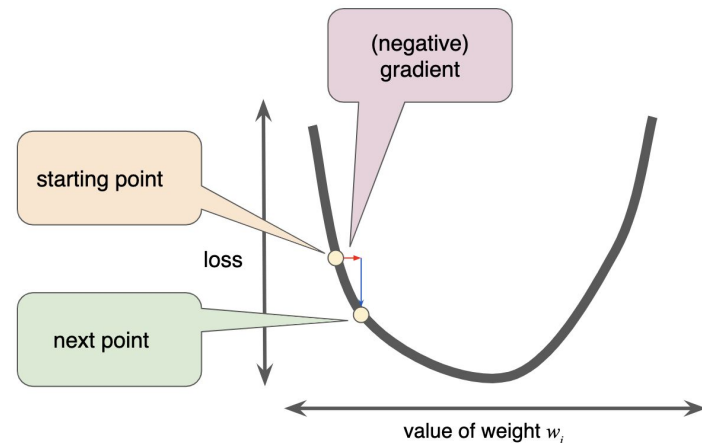 (negative)
gradient
starting point
loss
next point
value of weight wᵢ